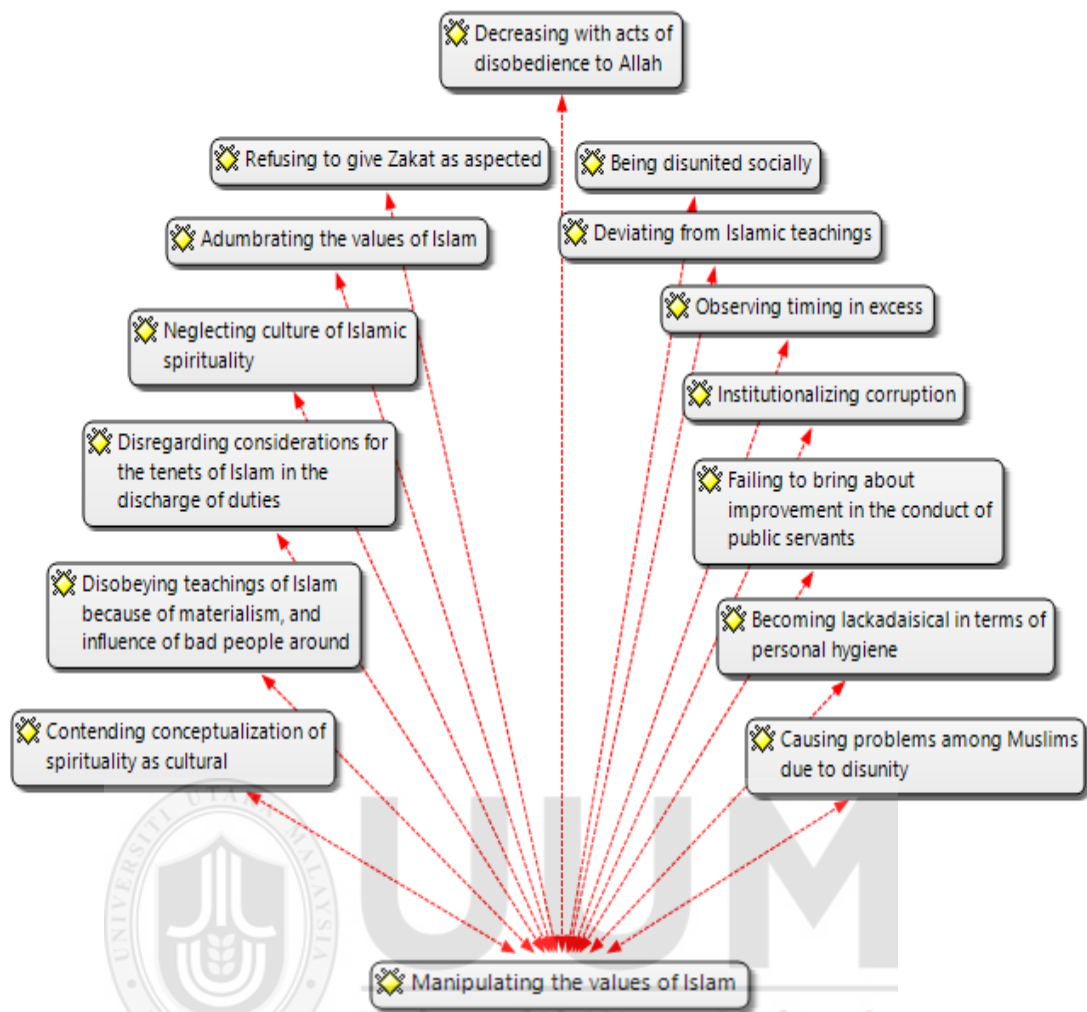 Decreasing with acts of
disobedience to Allah
Refusing to give Zakat as aspected
Being disunited socially
Adumbrating the values of Islam
Deviating from Islamic teachings
Observing timing in excess
Neglecting culture of Islamic
spirituality
Institutionalizing corruption
Disregarding considerations for
the tenets of Islam in the
discharge of duties
Failing to bring about
improvement in the conduct of
public servants
Disobeying teachings of Islam
because of materialism, and
influence of bad people around
Becoming lackadaisical in terms of
personal hygiene
Contending conceptualization of
spirituality as cultural
Causing problems among Muslims
due to disunity
UNIVERSITI UTARA MALAYSIA
UUM
Manipulating the values of Islam